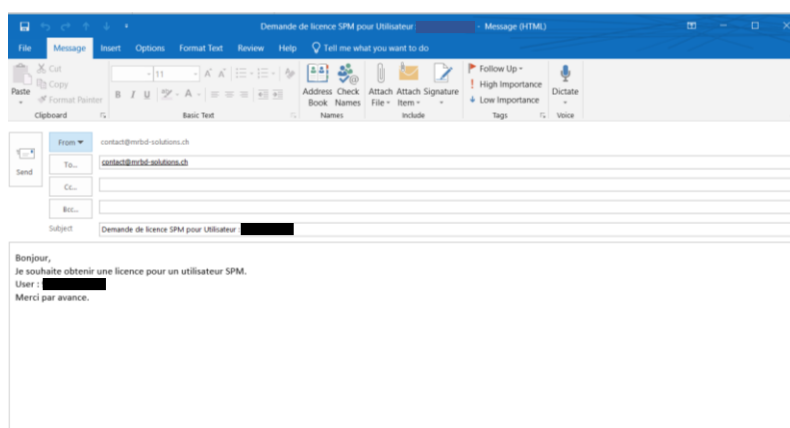 Demande de licence SPM pour Utilisateur: - Message (HTML)
File Message Insert Options Format Text Review Help Tell me what you want to do
Cut
Copy
Format Painter
Paste
11
B I U A
Address Book
Check Names
Attach File
Attach Item
Signature
Follow Up
High Importance
Low Importance
Dictate
Clipboard Basic Text Names Include Tags Voice
Send
From contact@mrbd-solutions.ch
To... contact@mrbd-solutions.ch
Cc...
Bcc...
Subject Demande de licence SPM pour Utilisateur :
Bonjour,
Je souhaite obtenir une licence pour un utilisateur SPM.
User :
Merci par avance.